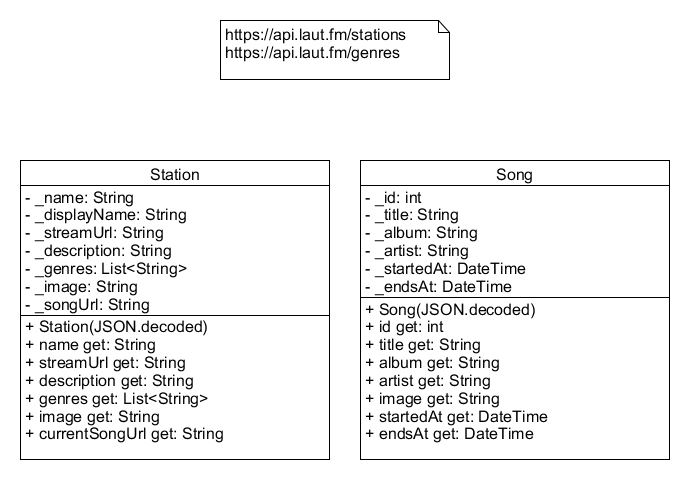 https://api.laut.fm/stations
https://api.laut.fm/genres
Station
- _name: String
- _displayName: String
- _streamUrl: String
- _description: String
- _genres: List<String>
- _image: String
- _songUrl: String
+ Station(JSON.decoded)
+ name get: String
+ streamUrl get: String
+ description get: String
+ genres get: List<String>
+ image get: String
+ currentSongUrl get: String
Song
- _id: int
- _title: String
- _album: String
- _artist: String
- _startedAt: DateTime
- _endsAt: DateTime
+ Song(JSON.decoded)
+ id get: int
+ title get: String
+ album get: String
+ artist get: String
+ image get: String
+ startedAt get: DateTime
+ endsAt get: DateTime